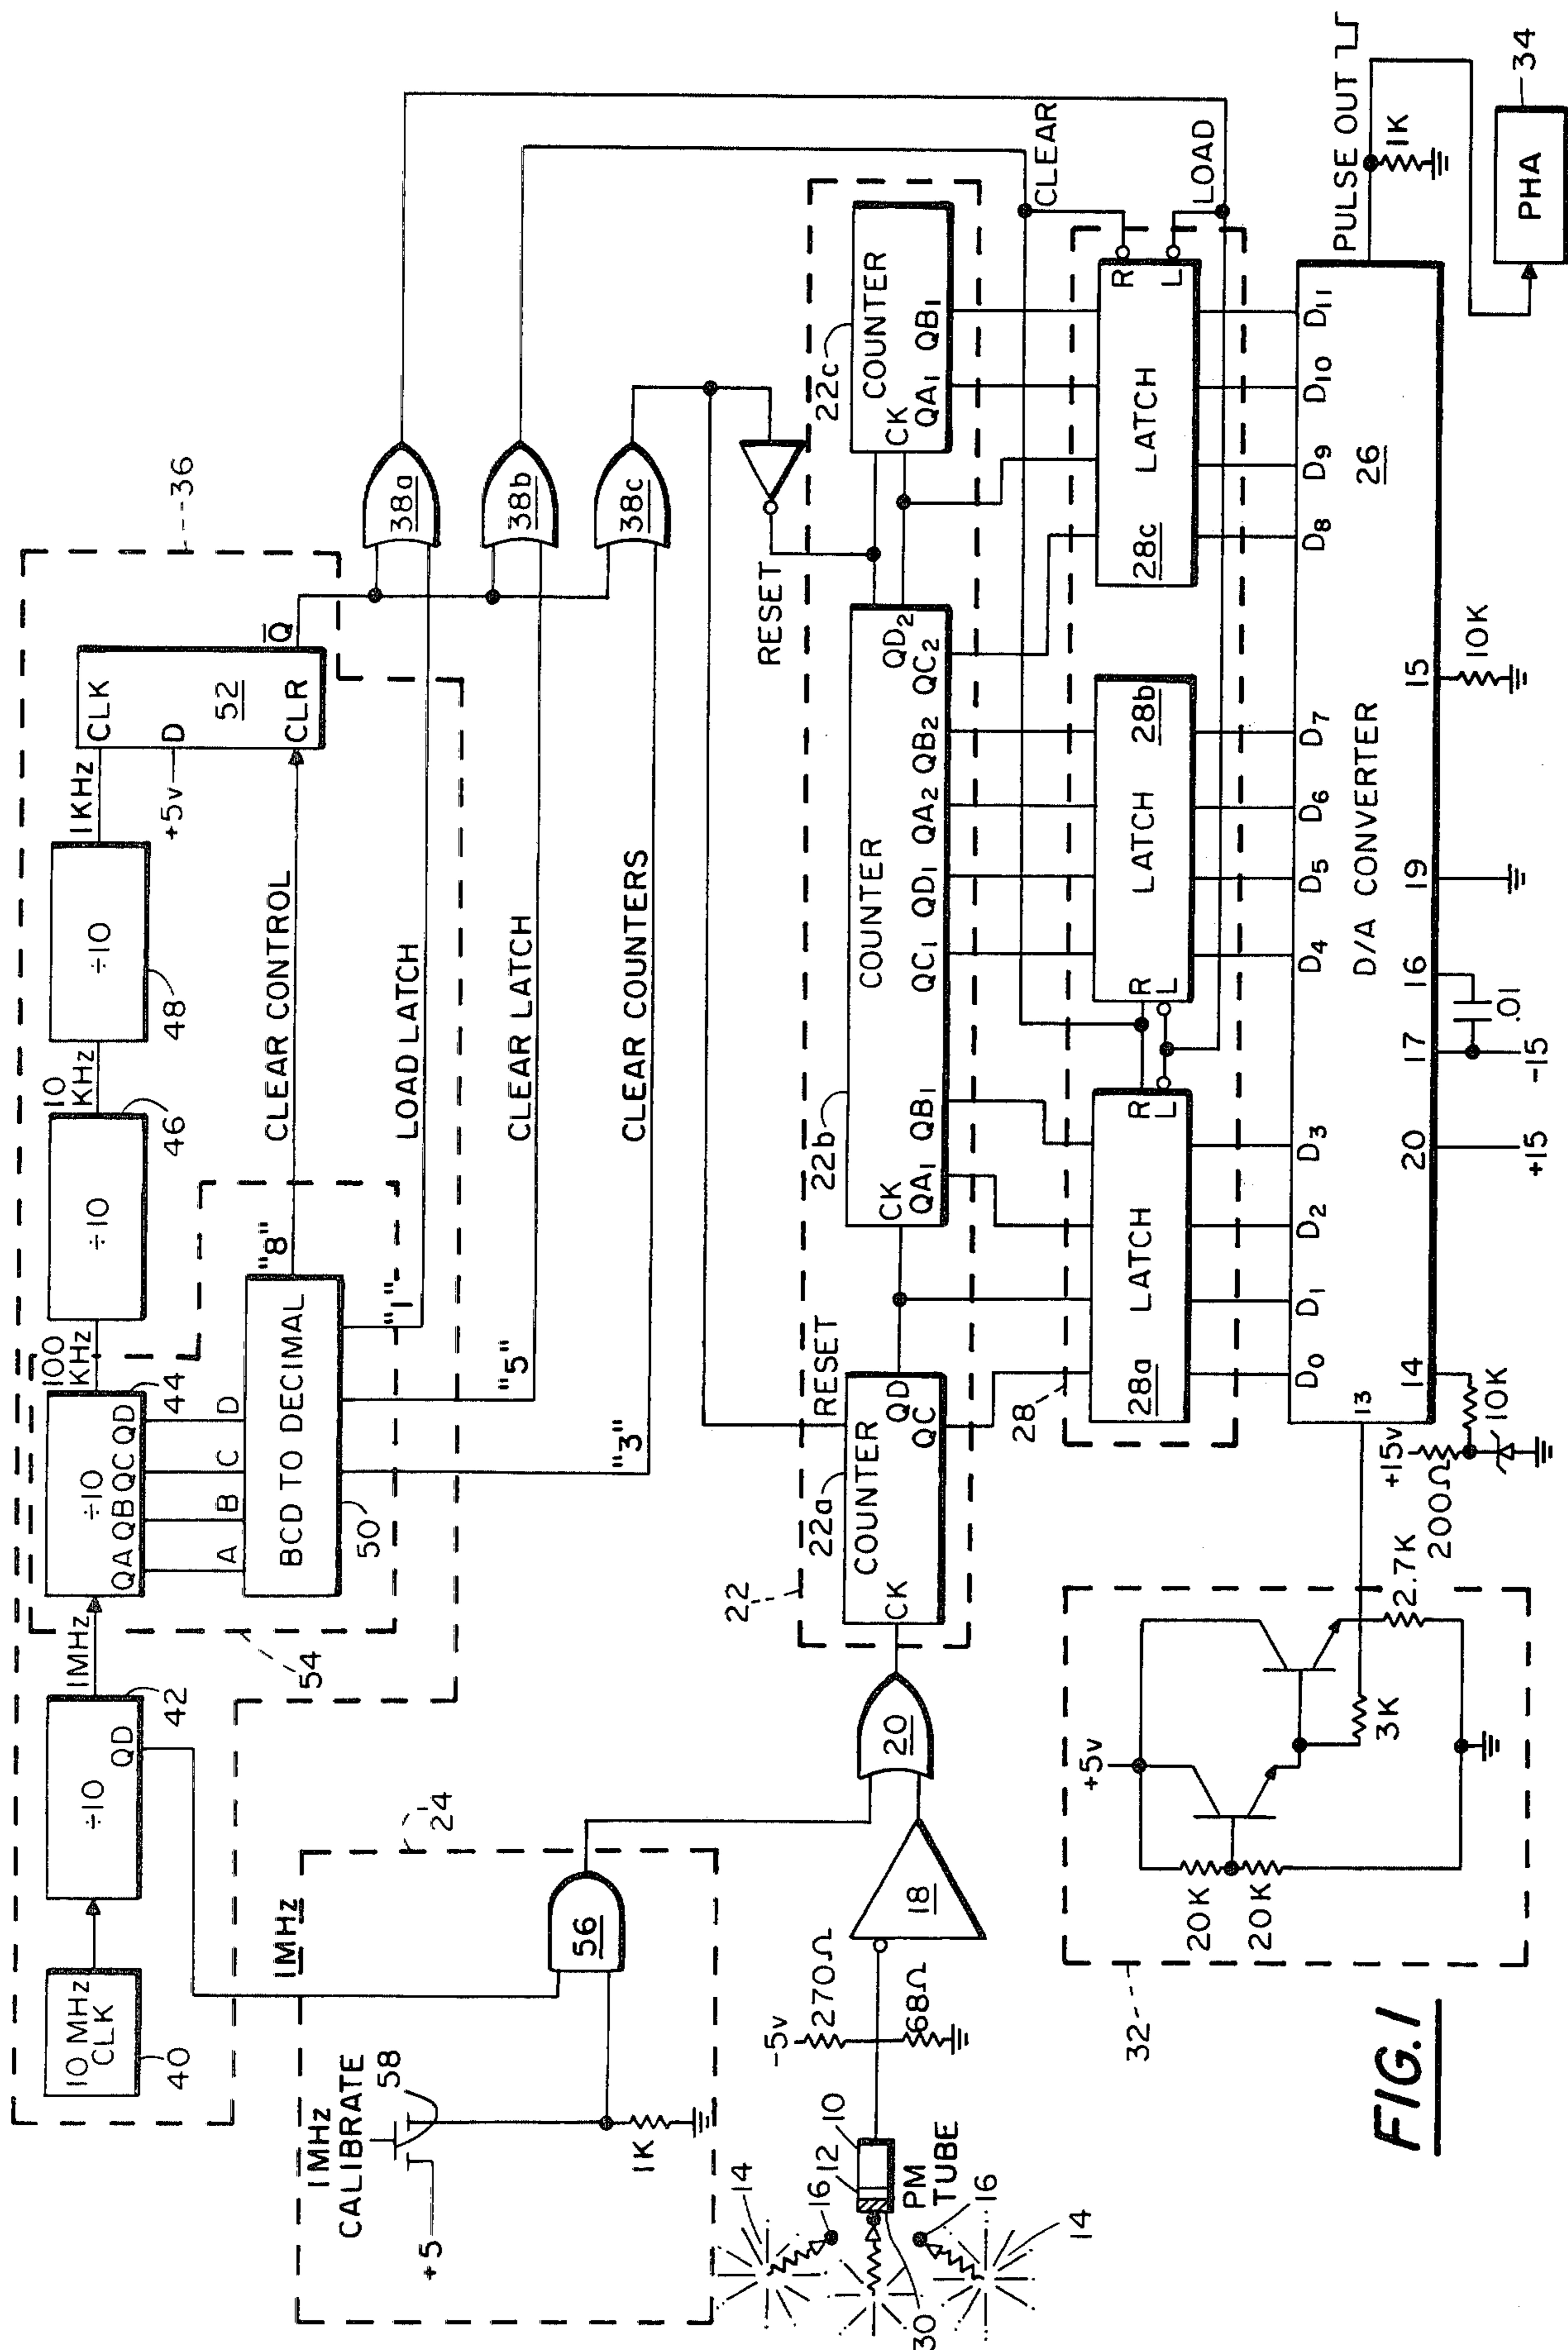 10 MHz
CLK
40
÷10
QD
42
1MHz
÷10
QA QB QC QD
44
100
KHz
÷10
46
10
KHz
÷10
48
1KHz
CLK
D
52
CLR
Q̅
+5v
36
A B C D
BCD TO DECIMAL
50
54
"8"
CLEAR CONTROL
"1"
LOAD LATCH
"5"
CLEAR LATCH
"3"
CLEAR COUNTERS
38a
38b
38c
1MHz
24
56
1MHz
CALIBRATE
58
+5
1K
14
16
12
10
PM
TUBE
16
14
30
-5v
270Ω
68Ω
18
20
22
22a
COUNTER
CK
QD
QC
RESET
22b
COUNTER
CK
QA1 QB1 QC1 QD1 QA2 QB2 QC2
QD2
RESET
22c
COUNTER
CK
QA1 QB1
CLEAR
LOAD
28
LATCH
28a
R
L
LATCH
28b
R
L
LATCH
28c
R
L
D0 D1 D2 D3 D4 D5 D6 D7 D8 D9 D10 D11
D/A CONVERTER
26
13
14
20
17
16
19
15
+15v
200Ω
10K
+15
-15
.01
10K
PULSE OUT
1K
PHA
34
32
+5v
20K
20K
3K
2.7K
FIG. 1